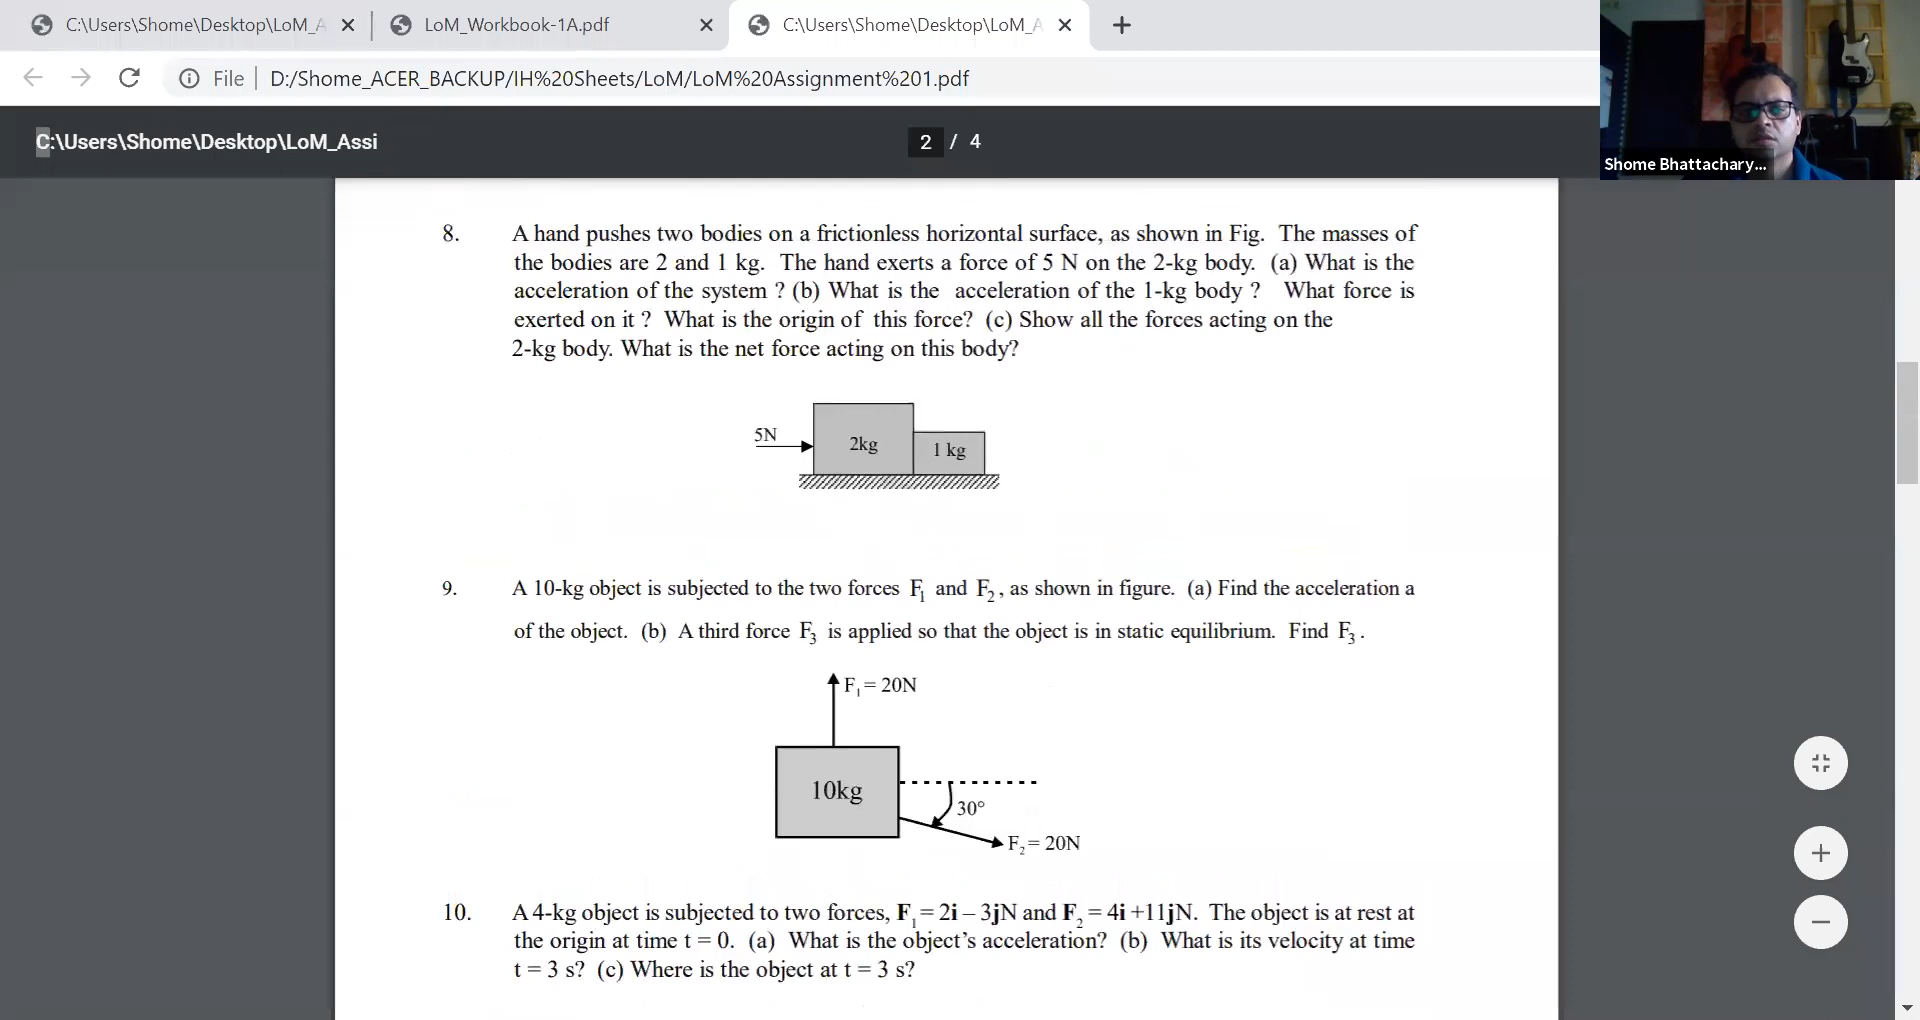 C:\Users\Shome\Desktop\LoM_A
LoM_Workbook-1A.pdf
C:\Users\Shome\Desktop\LoM_A
File
D:/Shome_ACER_BACKUP/IH%20Sheets/LoM/LoM%20Assignment%201.pdf
C:\Users\Shome\Desktop\LoM_Assi
2 / 4
Shome Bhattachary...
8. A hand pushes two bodies on a frictionless horizontal surface, as shown in Fig. The masses of
the bodies are 2 and 1 kg. The hand exerts a force of 5 N on the 2-kg body. (a) What is the
acceleration of the system ? (b) What is the acceleration of the 1-kg body ? What force is
exerted on it ? What is the origin of this force? (c) Show all the forces acting on the
2-kg body. What is the net force acting on this body?
5N
2kg
1 kg
9. A 10-kg object is subjected to the two forces F₁ and F₂, as shown in figure. (a) Find the acceleration a
of the object. (b) A third force F₃ is applied so that the object is in static equilibrium. Find F₃.
F₁= 20N
10kg
30°
F₂= 20N
10. A 4-kg object is subjected to two forces, F₁= 2i – 3jN and F₂ = 4i +11jN. The object is at rest at
the origin at time t = 0. (a) What is the object’s acceleration? (b) What is its velocity at time
t = 3 s? (c) Where is the object at t = 3 s?